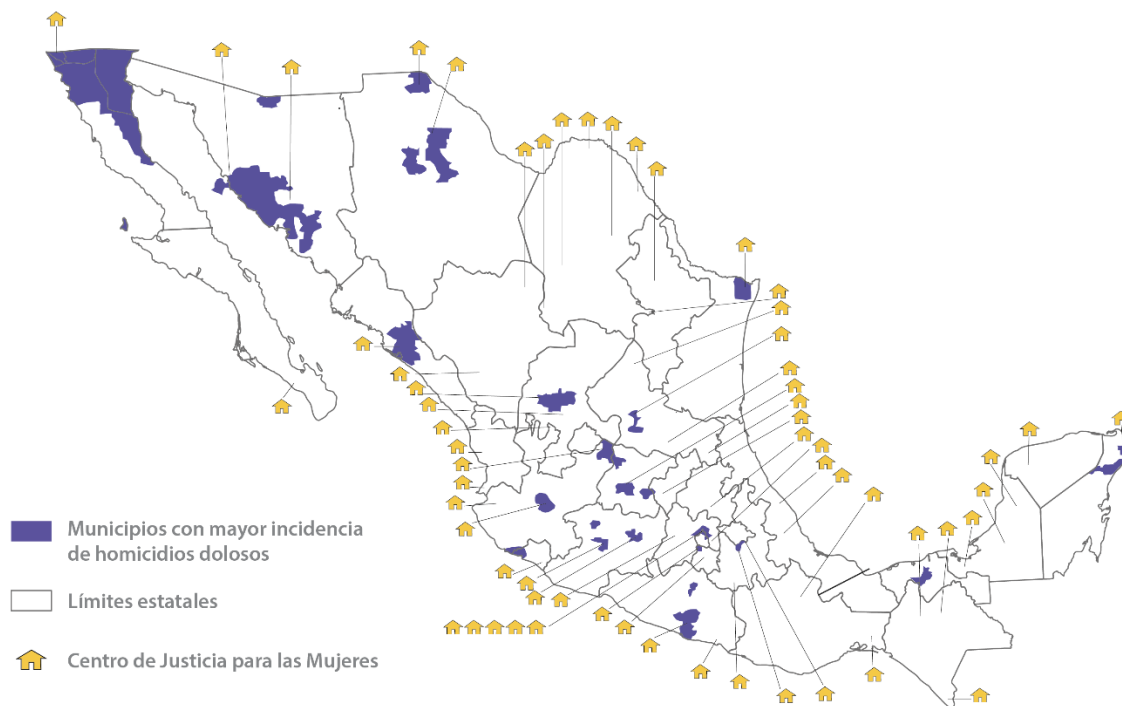 Municipios con mayor incidencia
de homicidios dolosos
Límites estatales
Centro de Justicia para las Mujeres